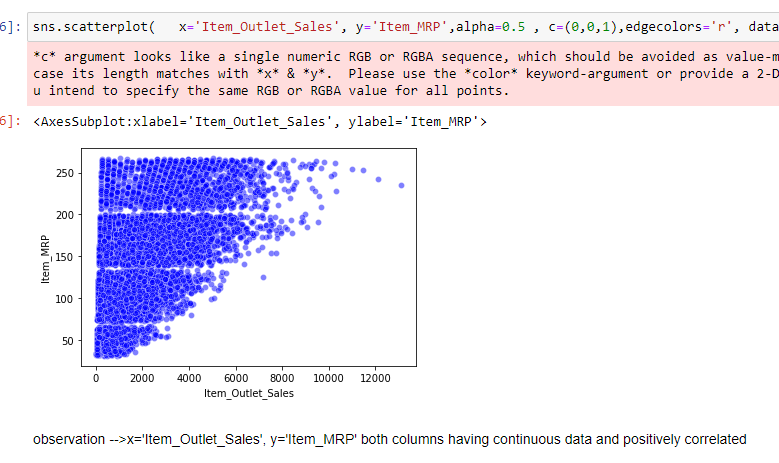 6]: sns.scatterplot(   x='Item_Outlet_Sales', y='Item_MRP',alpha=0.5 , c=(0,0,1),edgecolors='r', data
*c* argument looks like a single numeric RGB or RGBA sequence, which should be avoided as value-m
case its length matches with *x* & *y*.  Please use the *color* keyword-argument or provide a 2-D
u intend to specify the same RGB or RGBA value for all points.
6]: <AxesSubplot:xlabel='Item_Outlet_Sales', ylabel='Item_MRP'>
250
200
150
100
50
Item_MRP
0 2000 4000 6000 8000 10000 12000
Item_Outlet_Sales
observation -->x='Item_Outlet_Sales', y='Item_MRP' both columns having continuous data and positively correlated